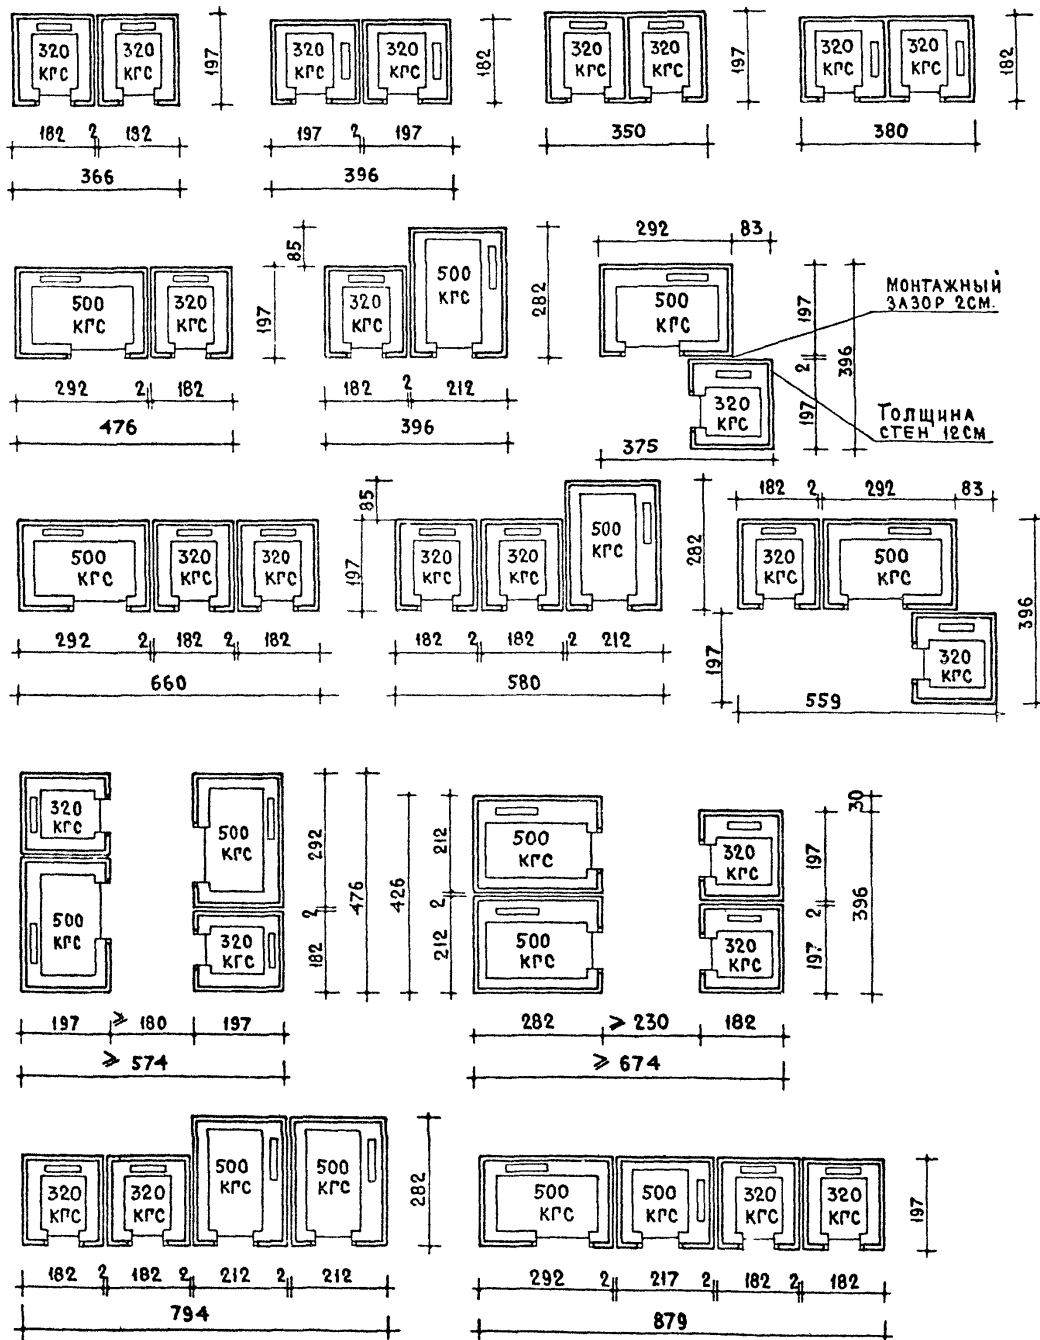 320 КГС 320 КГС 197
182 2 182
366
320 КГС 320 КГС 182
197 2 197
396
320 КГС 320 КГС 197
350
320 КГС 320 КГС 182
380
500 КГС 320 КГС 197
292 2 182
476
85
320 КГС 500 КГС 282
182 2 212
396
292 83
500 КГС
320 КГС
197
2
197
396
375
МОНТАЖНЫЙ
ЗАЗОР 2СМ.
ТОЛЩИНА
СТЕН 12СМ
500 КГС 320 КГС 320 КГС
292 2 182 2 182
660
85
197
320 КГС 320 КГС 500 КГС 282
182 2 182 2 212
580
182 2 292 83
320 КГС 500 КГС
320 КГС
197
396
559
320 КГС
500 КГС
500 КГС
320 КГС
292
2
182
476
197 ⩾ 180 197
⩾ 574
426
212
2
212
500 КГС
500 КГС
320 КГС
320 КГС
197
2
197
30
396
282 ⩾ 230 182
⩾ 674
320 КГС 320 КГС 500 КГС 500 КГС 282
182 2 182 2 212 2 212
794
500 КГС 500 КГС 320 КГС 320 КГС 197
292 2 217 2 182 2 182
879